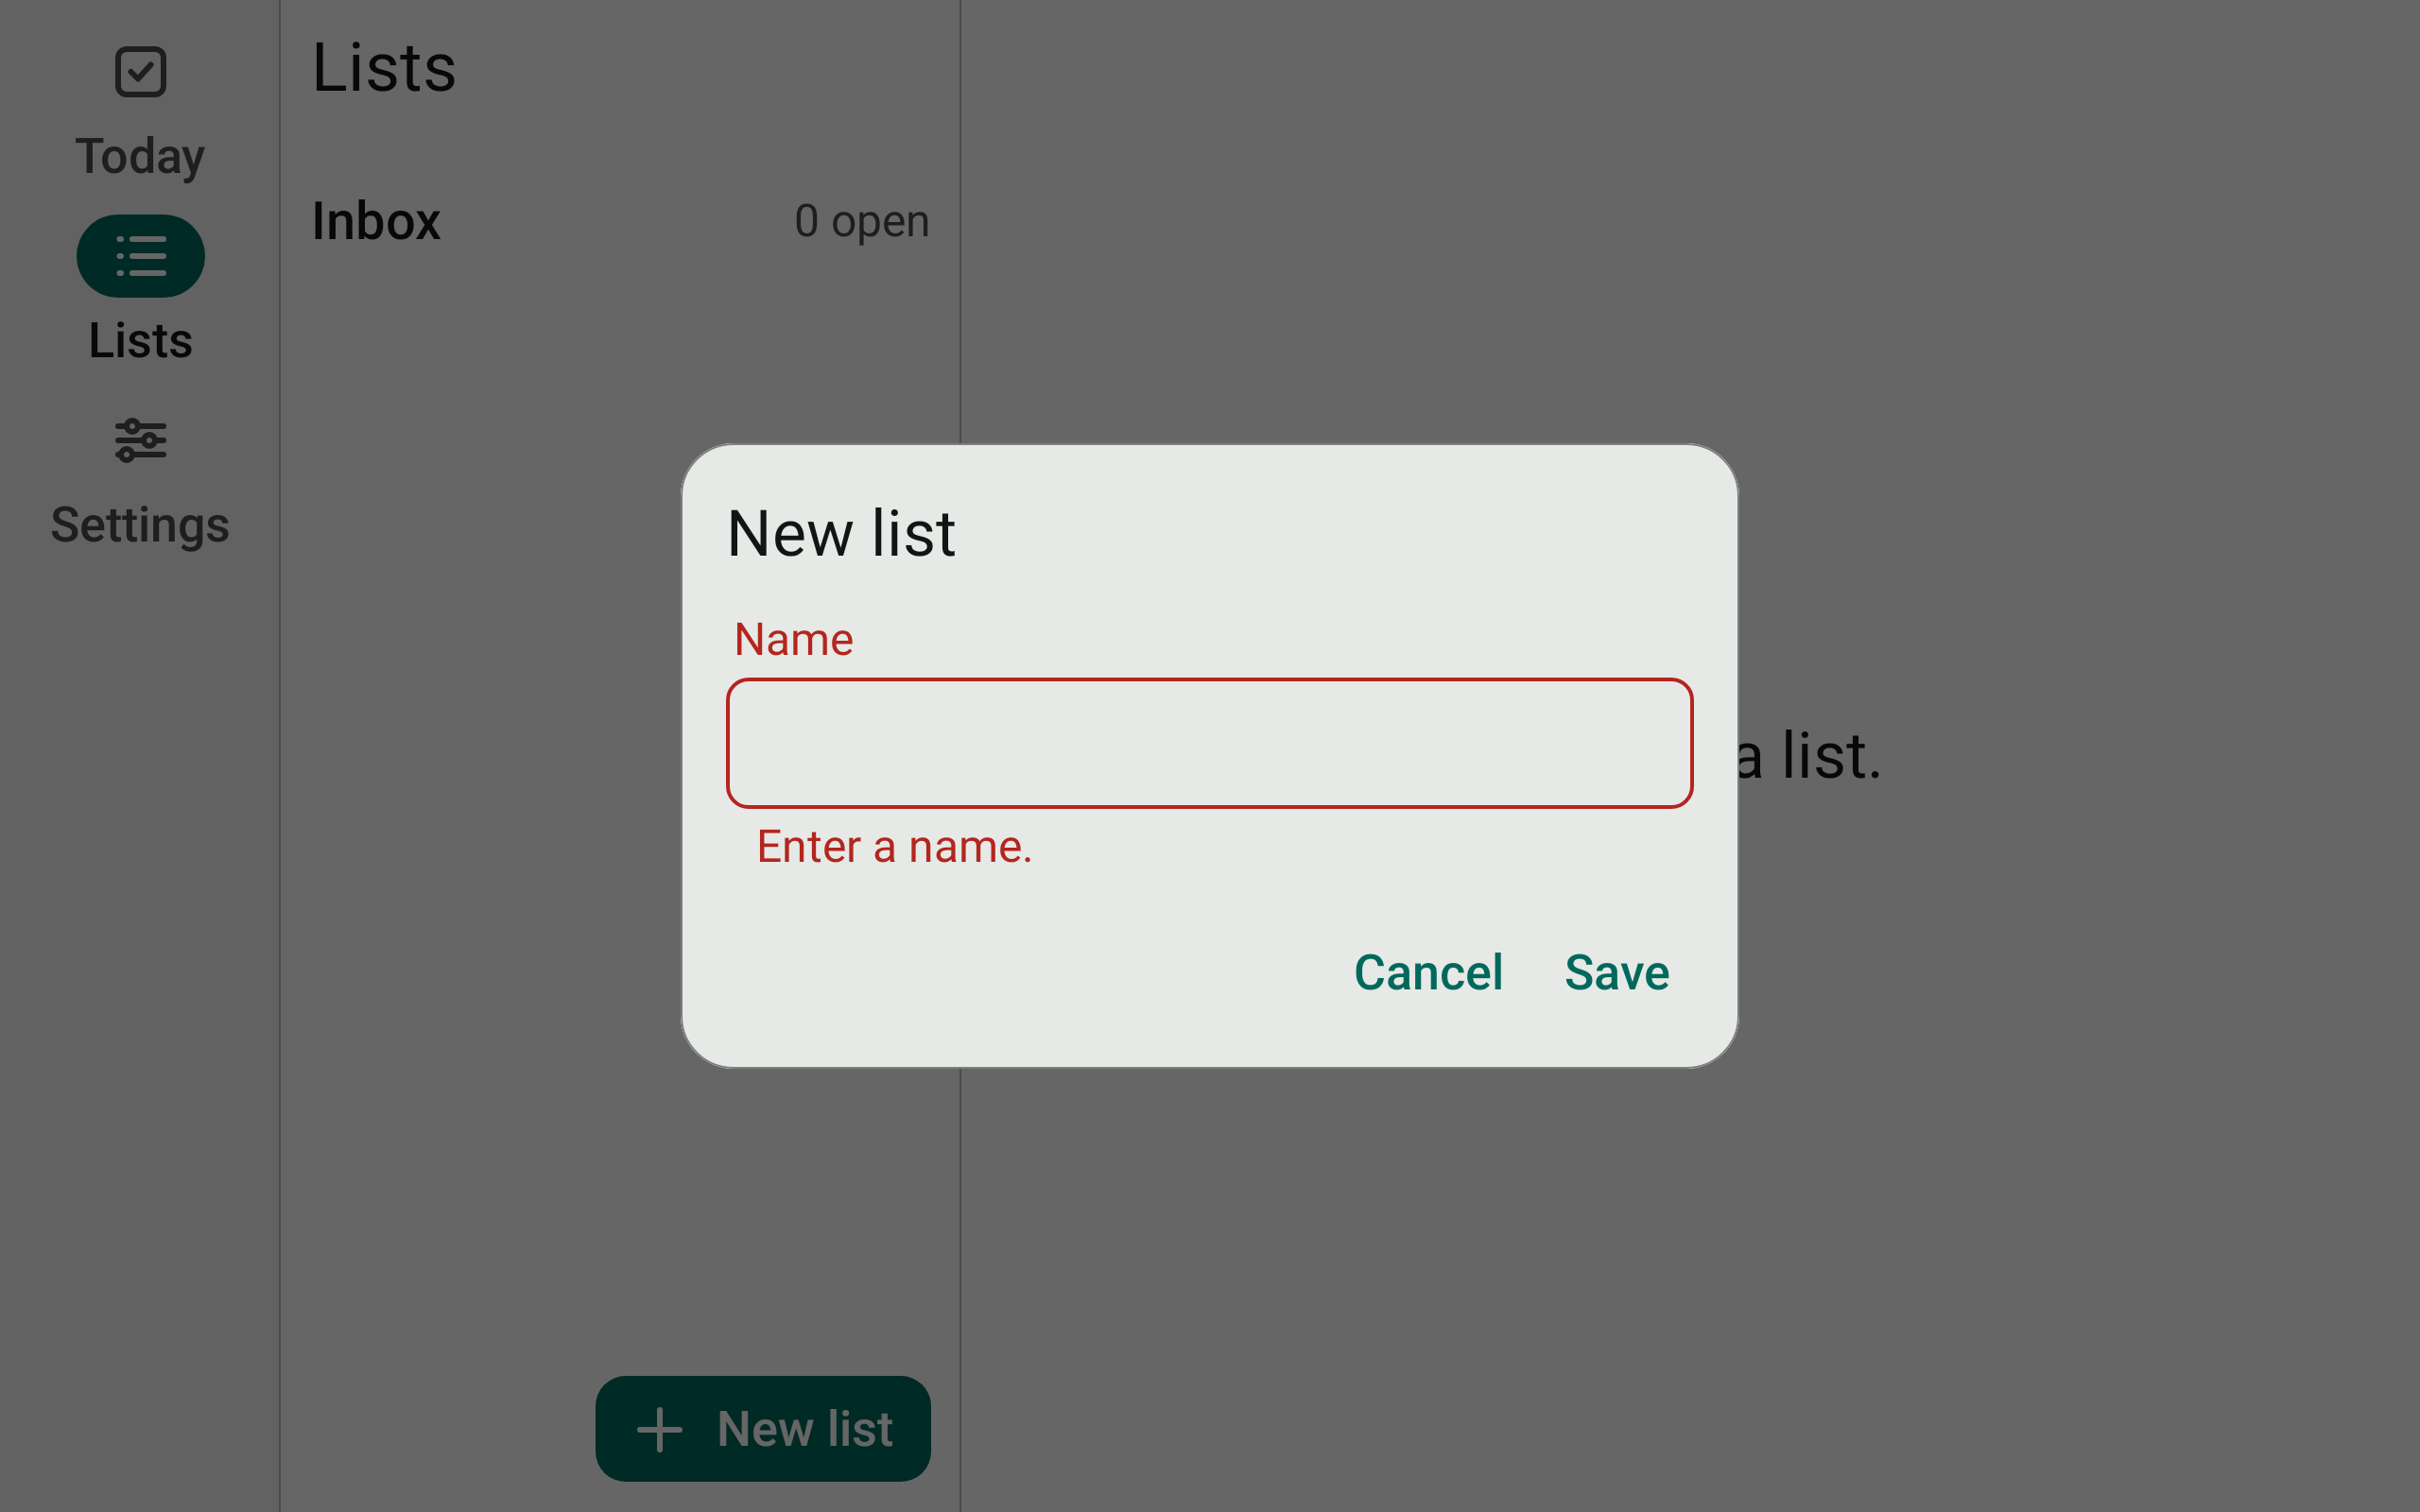 Today
Lists
Settings
Lists
Inbox
0 open
New list
Name
Enter a name.
Cancel
Save
a list.
New list